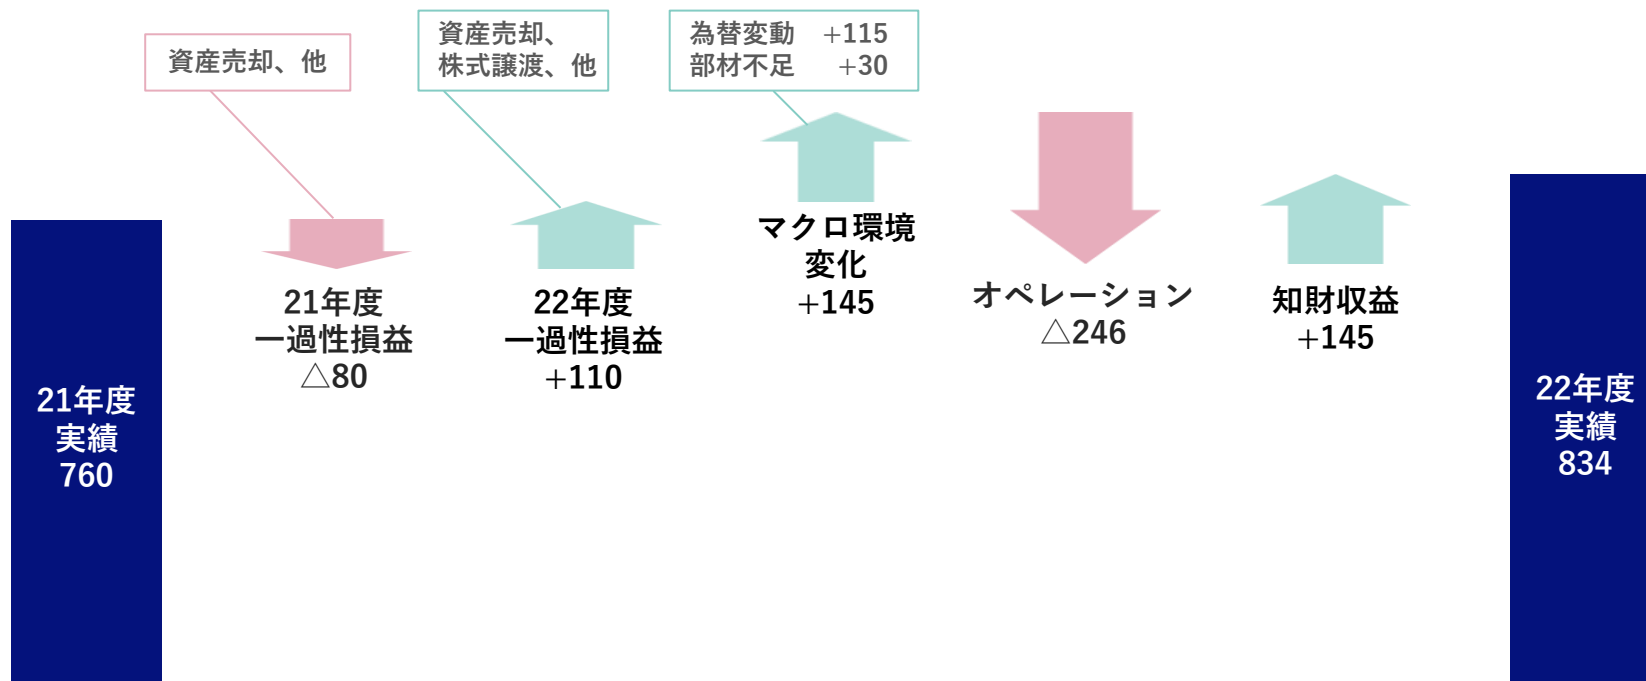 資産売却、他
資産売却、
株式譲渡、他
為替変動 +115
部材不足 +30
21年度
実績
760
21年度
一過性損益
△80
22年度
一過性損益
+110
マクロ環境
変化
+145
オペレーション
△246
知財収益
+145
22年度
実績
834